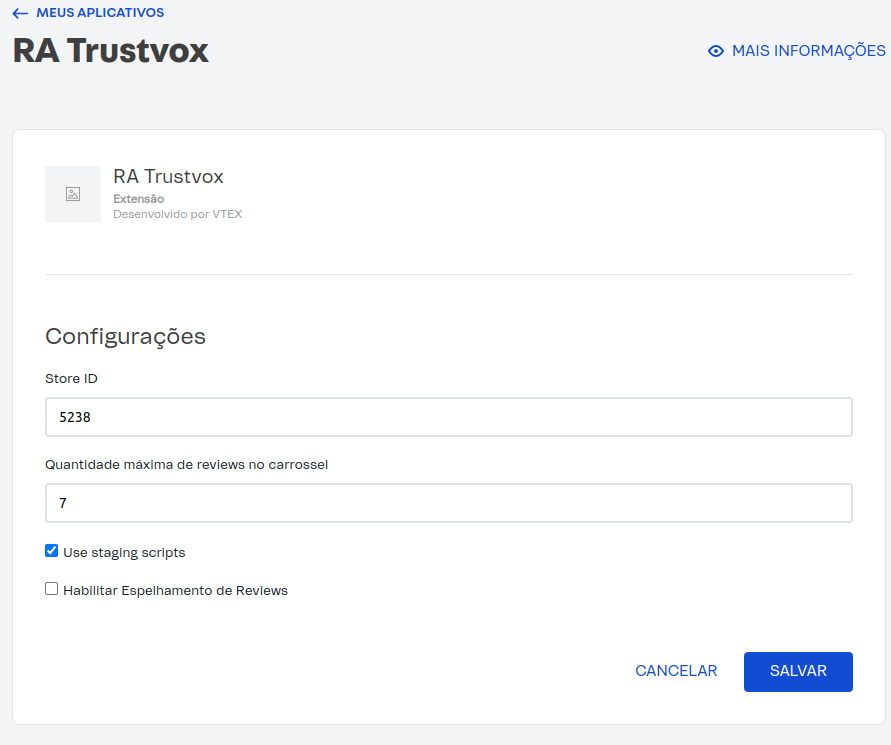 MEUS APLICATIVOS
RA Trustvox
MAIS INFORMAÇÕES
RA Trustvox
Extensão
Desenvolvido por VTEX
Configurações
Store ID
5238
Quantidade máxima de reviews no carrossel
7
Use staging scripts
Habilitar Espelhamento de Reviews
CANCELAR
SALVAR